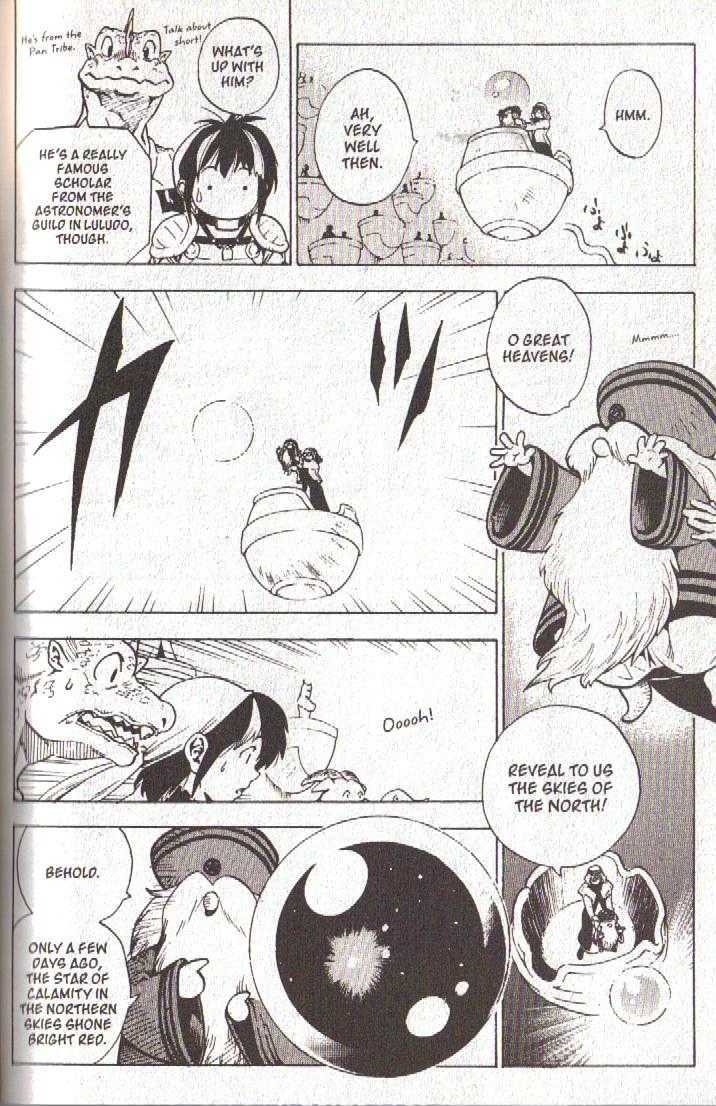 HMM.
AH,
VERY
WELL
THEN.
WHAT'S
UP WITH
HIM?
Talk about
short!
He's from the
Pan Tribe.
HE'S A REALLY
FAMOUS
SCHOLAR
FROM THE
ASTRONOMER'S
GUILD IN LULUDO,
THOUGH.
Mmmm...
O GREAT
HEAVENS!
REVEAL TO US
THE SKIES OF
THE NORTH!
カッ
Ooooh!
BEHOLD.
ONLY A FEW
DAYS AGO,
THE STAR OF
CALAMITY IN
THE NORTHERN
SKIES SHONE
BRIGHT RED.